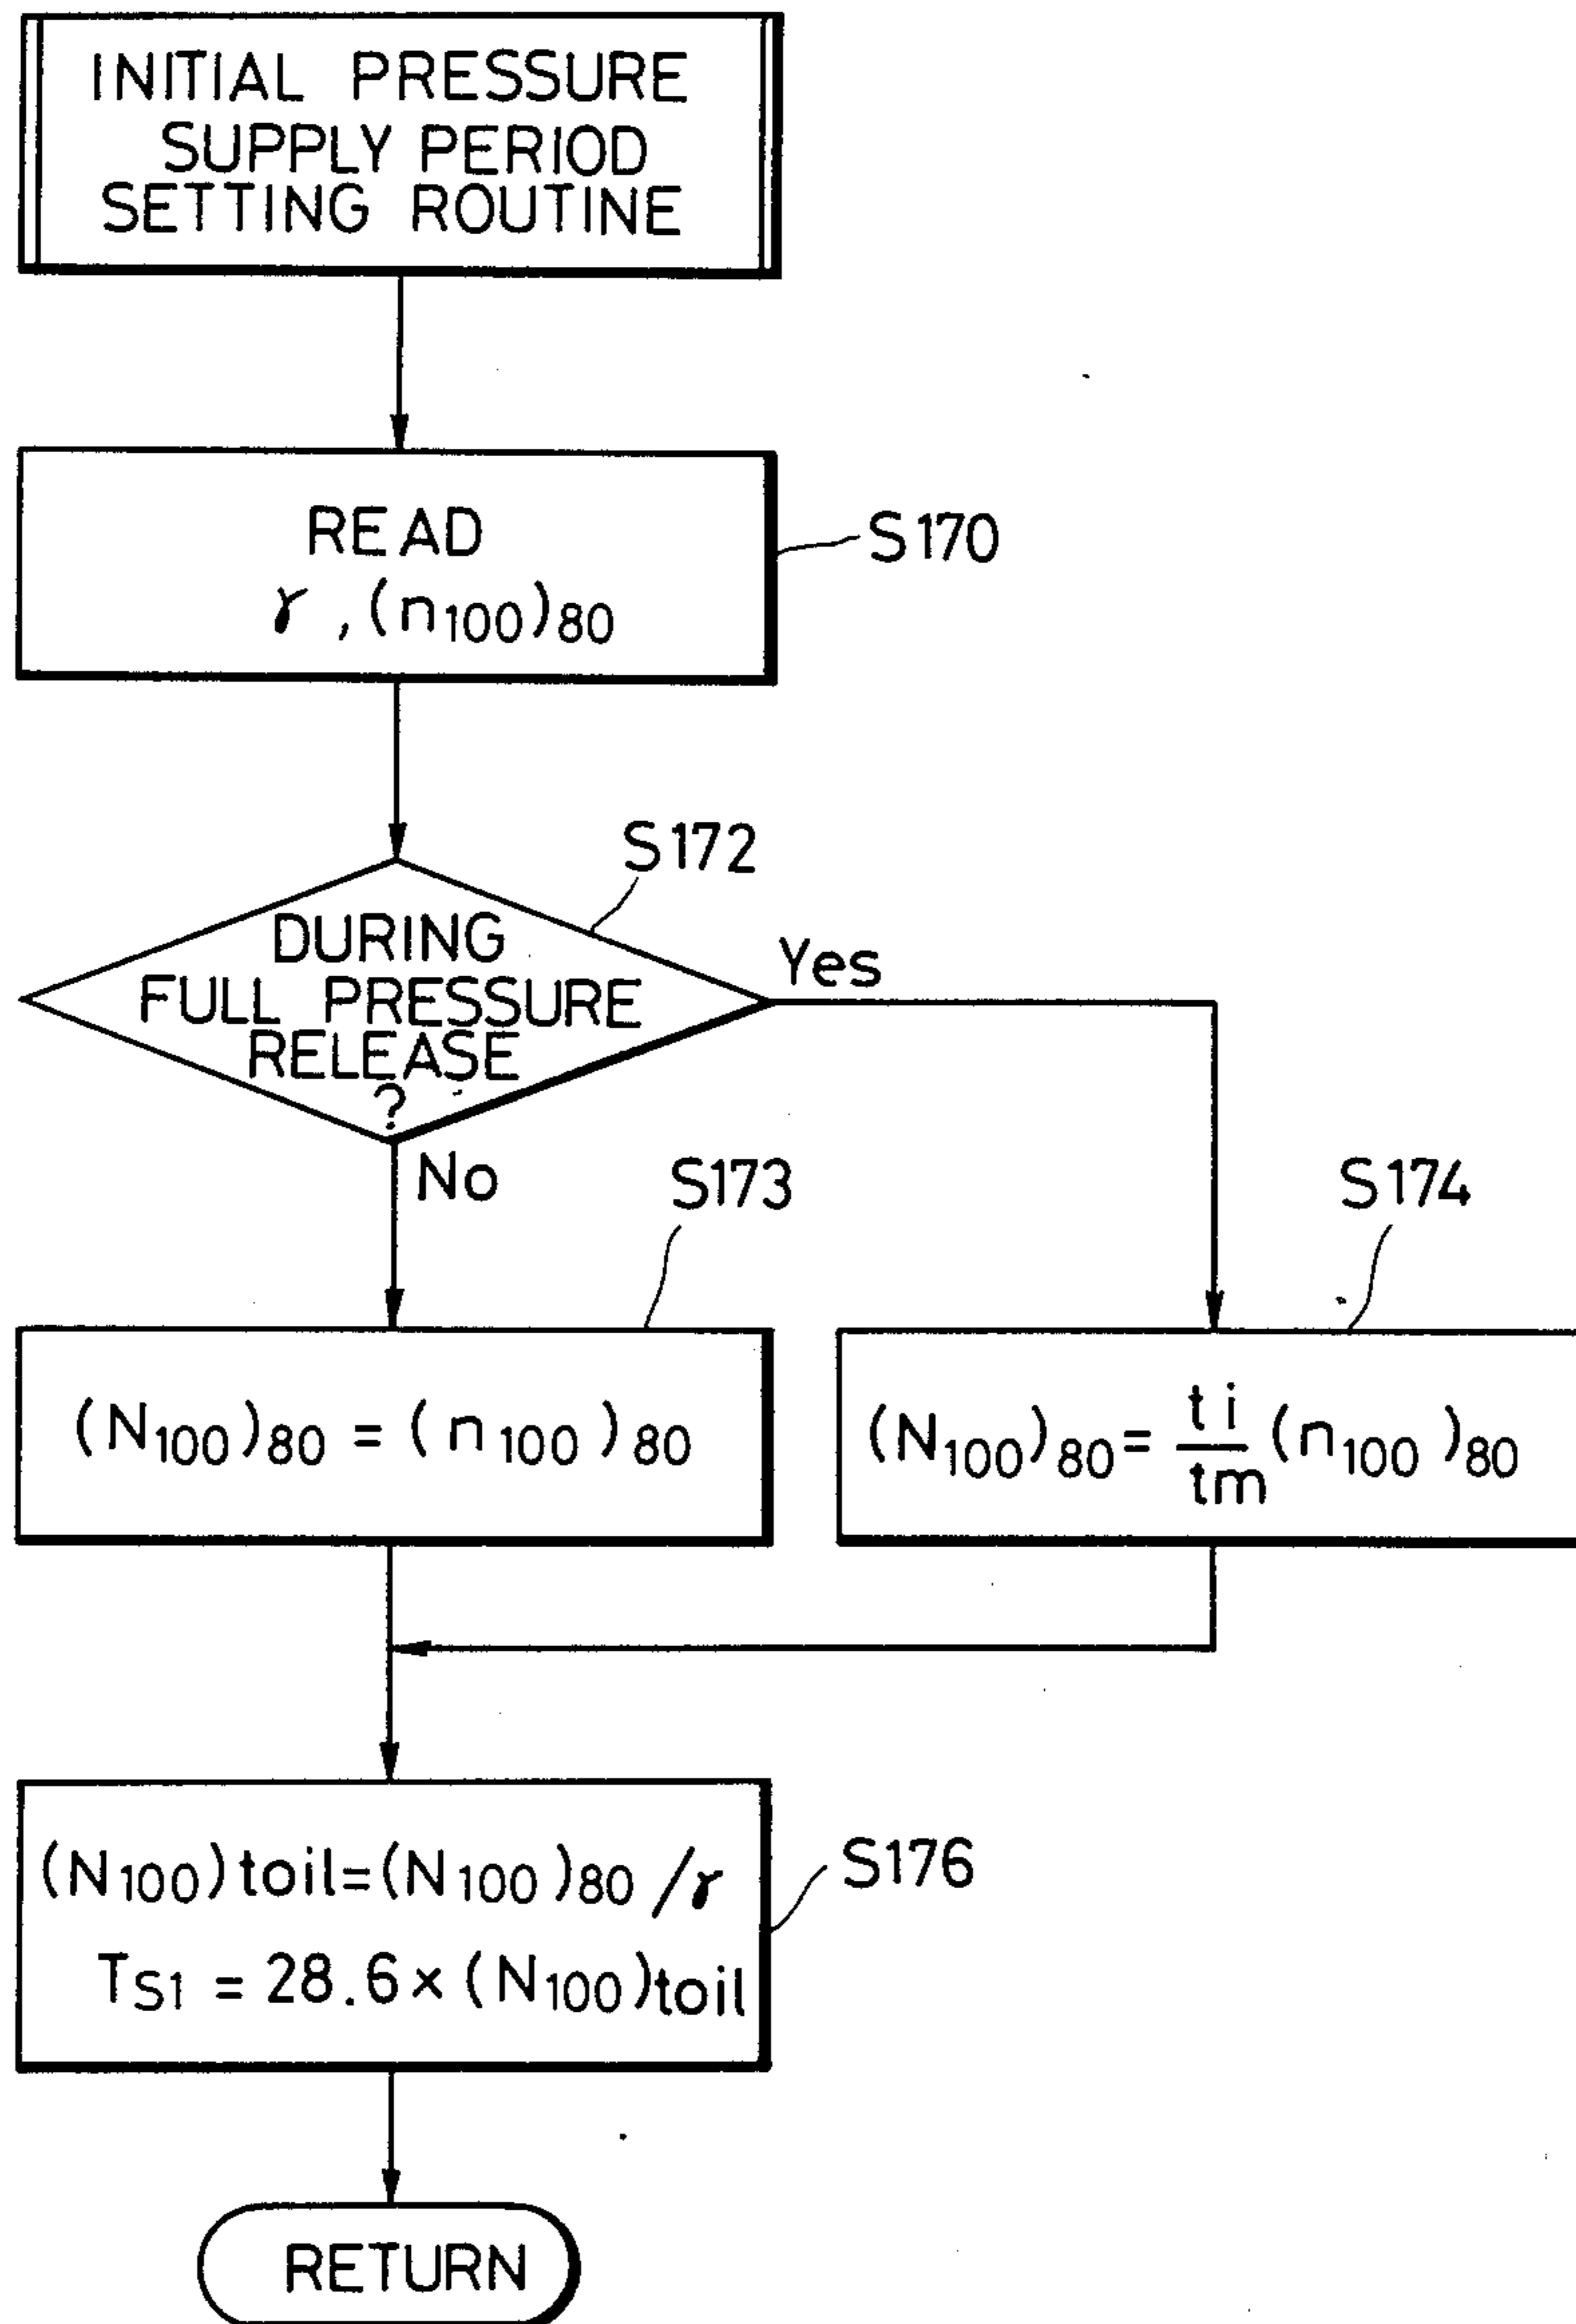 INITIAL PRESSURE
SUPPLY PERIOD
SETTING ROUTINE
READ
γ , (n100)80
S170
S172
DURING
FULL PRESSURE
RELEASE
?
Yes
No
S173
S174
(N100)80 = (n100)80
(N100)80 = ti/tm (n100)80
(N100)toil=(N100)80/γ
TS1 = 28.6 × (N100)toil
S176
RETURN